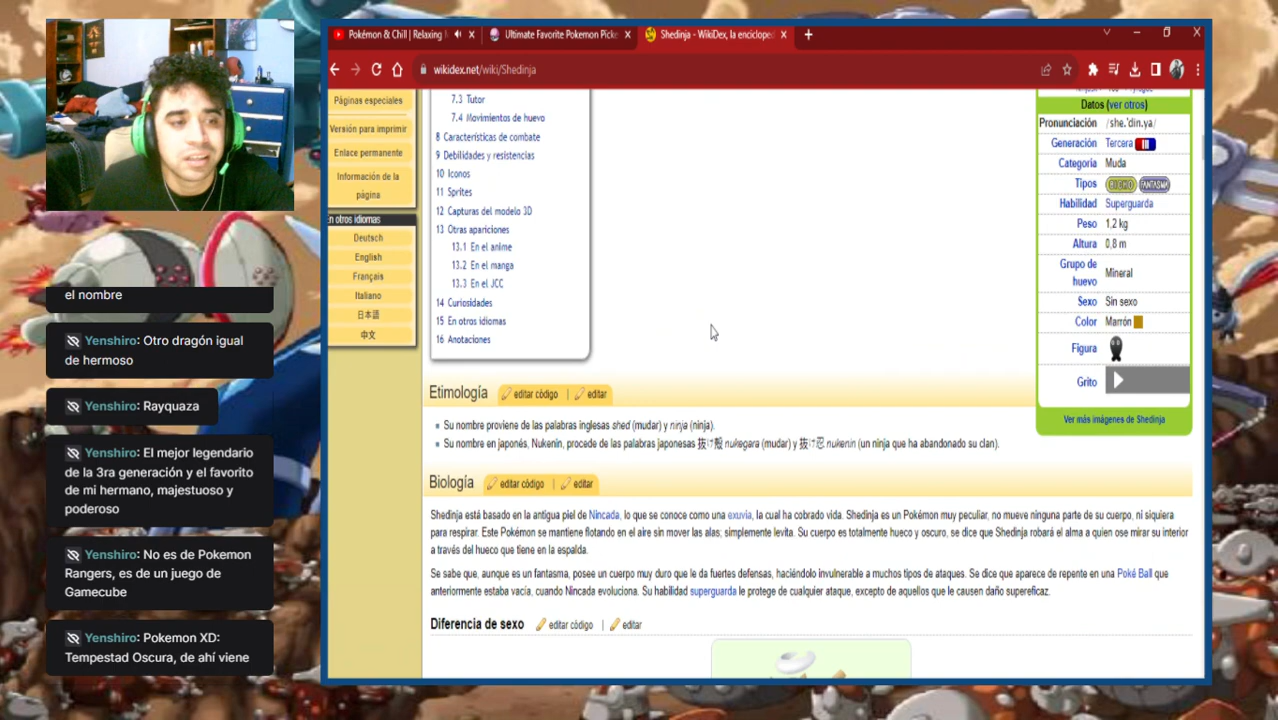 Pokémon & Chill | Relaxing
Ultimate Favorite Pokemon Picke
Shedinja - WikiDex, la encicloped
wikidex.net/wiki/Shedinja
Páginas especiales
Versión para imprimir
Enlace permanente
Información de la
página
En otros idiomas
Deutsch
English
Français
Italiano
日本語
中文
7.3 Tutor
7.4 Movimientos de huevo
8 Características de combate
9 Debilidades y resistencias
10 Iconos
11 Sprites
12 Capturas del modelo 3D
13 Otras apariciones
13.1 En el anime
13.2 En el manga
13.3 En el JCC
14 Curiosidades
15 En otros idiomas
16 Anotaciones
Datos (ver otros)
Pronunciación /she.'din.ya/
Generación Tercera III
Categoría Muda
Tipos BICHO FANTASMA
Habilidad Superguarda
Peso 1,2 kg
Altura 0,8 m
Grupo de
huevo Mineral
Sexo Sin sexo
Color Marrón
Figura
Grito
Ver más imágenes de Shedinja
Etimología editar código | editar
Su nombre proviene de las palabras inglesas shed (mudar) y ninja (ninja).
Su nombre en japonés, Nukenin, procede de las palabras japonesas 抜け殻 nukegara (mudar) y 抜け忍 nukenin (un ninja que ha abandonado su clan).
Biología editar código | editar
Shedinja está basado en la antigua piel de Nincada, lo que se conoce como una exuvia, la cual ha cobrado vida. Shedinja es un Pokémon muy peculiar, no mueve ninguna parte de su cuerpo, ni siquiera
para respirar. Este Pokémon se mantiene flotando en el aire sin mover las alas; simplemente levita. Su cuerpo es totalmente hueco y oscuro, se dice que Shedinja robará el alma a quien ose mirar su interior
a través del hueco que tiene en la espalda.
Se sabe que, aunque es un fantasma, posee un cuerpo muy duro que le da fuertes defensas, haciéndolo invulnerable a muchos tipos de ataques. Se dice que aparece de repente en una Poké Ball que
anteriormente estaba vacía, cuando Nincada evoluciona. Su habilidad superguarda le protege de cualquier ataque, excepto de aquellos que le causen daño supereficaz.
Diferencia de sexo editar código | editar
el nombre
Yenshiro: Otro dragón igual
de hermoso
Yenshiro: Rayquaza
Yenshiro: El mejor legendario
de la 3ra generación y el favorito
de mi hermano, majestuoso y
poderoso
Yenshiro: No es de Pokemon
Rangers, es de un juego de
Gamecube
Yenshiro: Pokemon XD:
Tempestad Oscura, de ahí viene